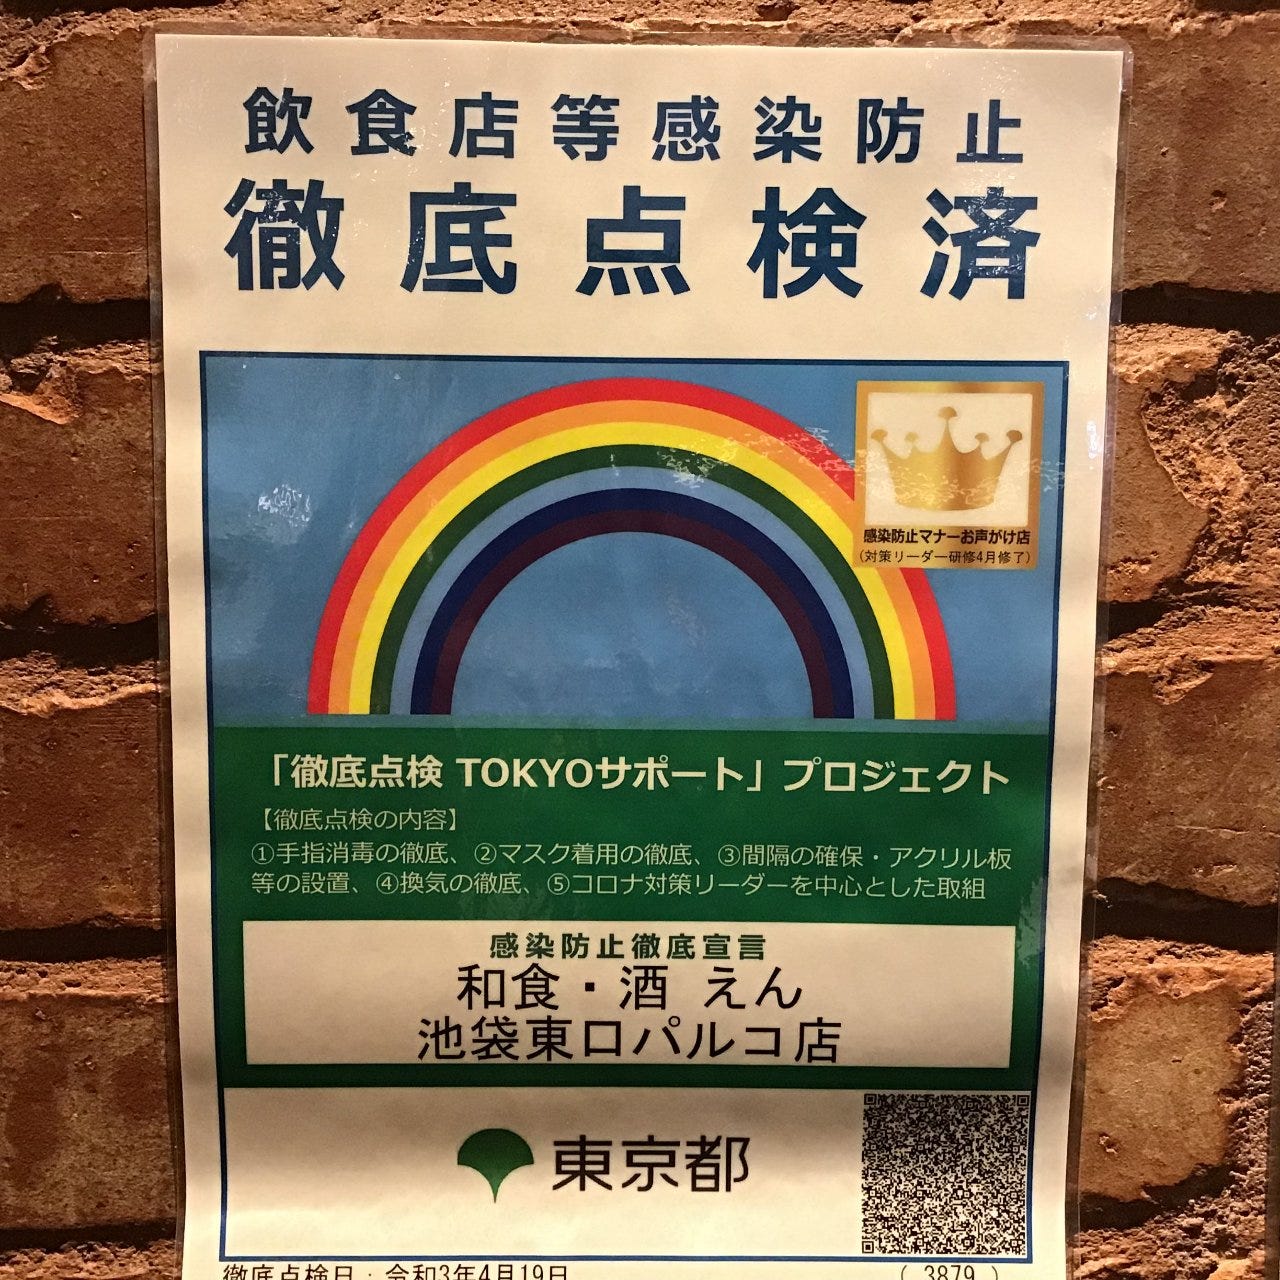 飲食店等感染防止
徹底点検済
感染防止マナーお声がけ店
(対策リーダー研修4月修了)
「徹底点検 TOKYOサポート」プロジェクト
【徹底点検の内容】
①手指消毒の徹底、②マスク着用の徹底、③間隔の確保・アクリル板
等の設置、④換気の徹底、⑤コロナ対策リーダーを中心とした取組
感染防止徹底宣言
和食・酒 えん
池袋東口パルコ店
東京都
徹底点検日：令和3年4月19日 ( 3879 )